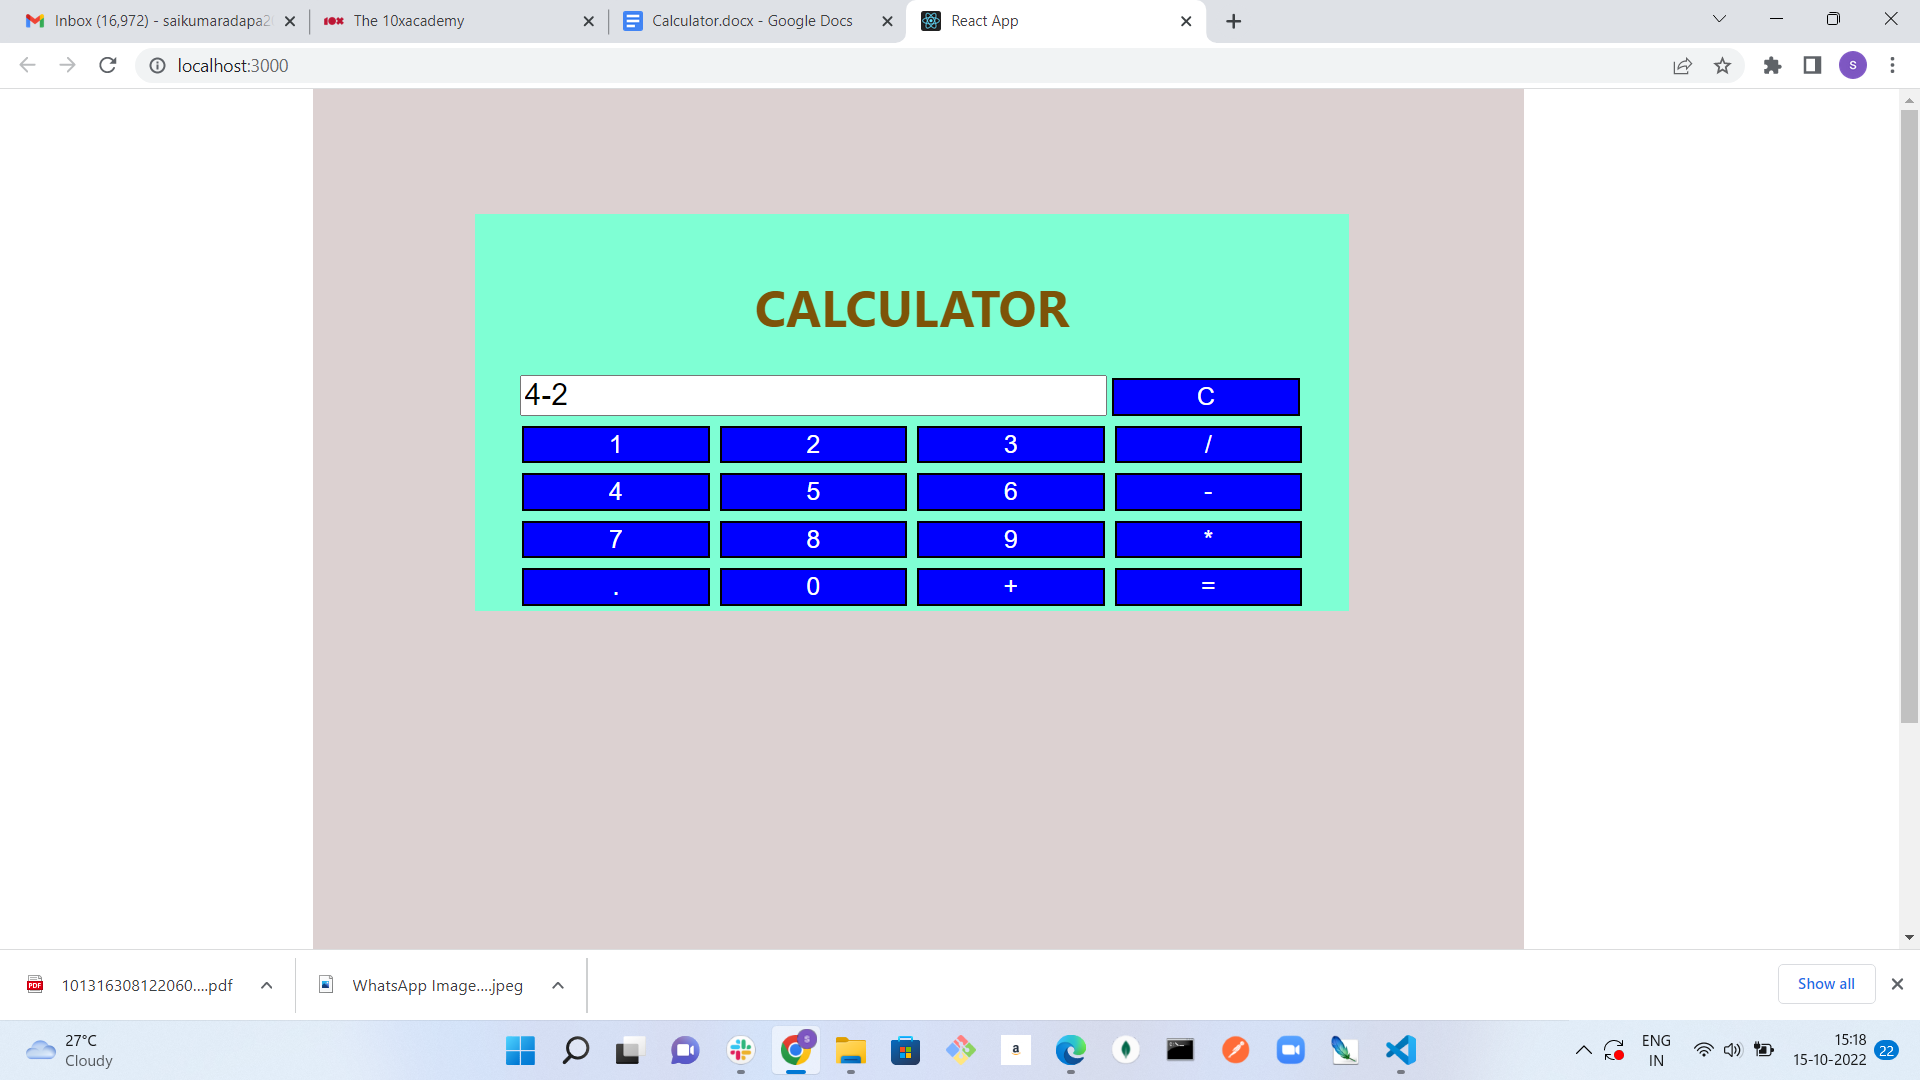 Inbox (16,972) - saikumaradapa2
The 10xacademy
Calculator.docx - Google Docs
React App
localhost:3000
s
CALCULATOR
4-2
C
1 2 3 /
4 5 6 -
7 8 9 *
. 0 + =
101316308122060....pdf
WhatsApp Image....jpeg
Show all
27°C
Cloudy
ENG
IN
15:18
15-10-2022
22